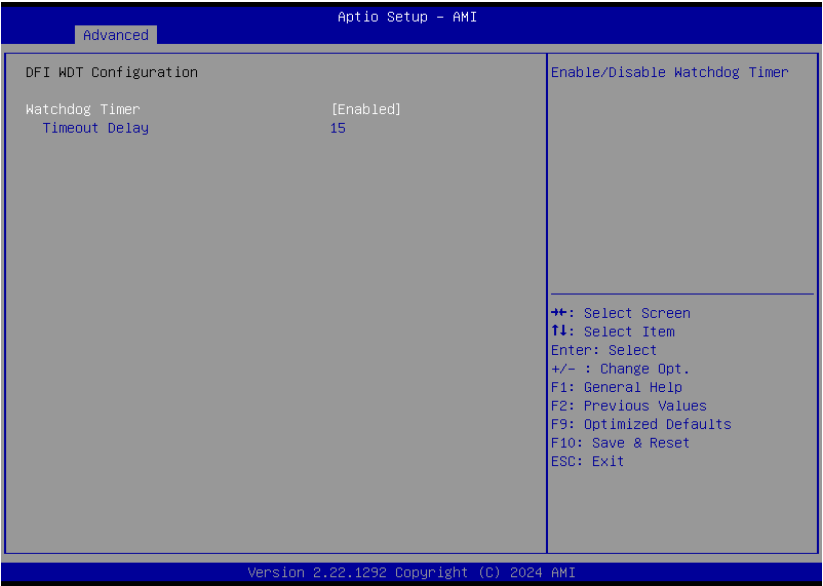 Aptio Setup – AMI
Advanced
DFI WDT Configuration
Watchdog Timer [Enabled]
Timeout Delay 15
Enable/Disable Watchdog Timer
→←: Select Screen
↑↓: Select Item
Enter: Select
+/- : Change Opt.
F1: General Help
F2: Previous Values
F9: Optimized Defaults
F10: Save & Reset
ESC: Exit
Version 2.22.1292 Copyright (C) 2024 AMI